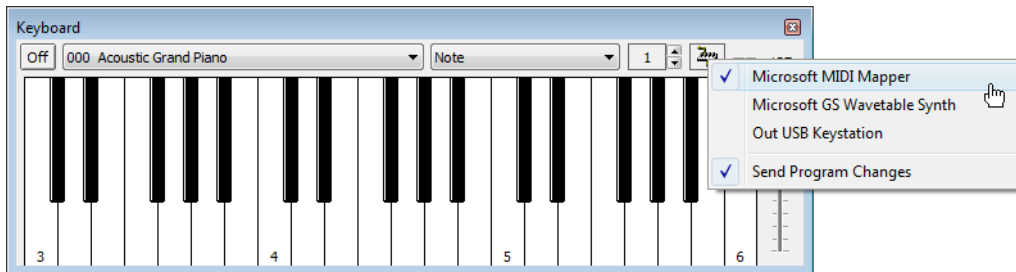 Keyboard
Off 000 Acoustic Grand Piano Note 1
Microsoft MIDI Mapper
Microsoft GS Wavetable Synth
Out USB Keystation
Send Program Changes
3 4 5 6